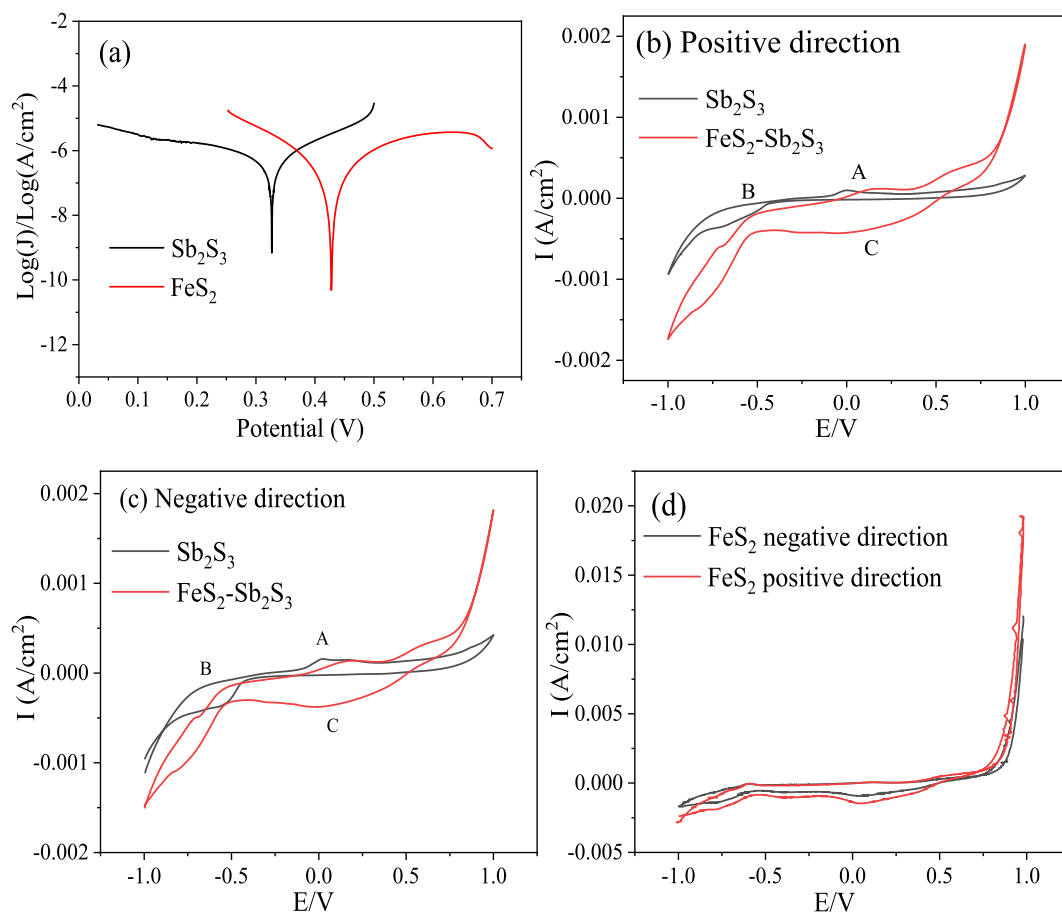 (a)
Log(J)/Log(A/cm²)
-2
-4
-6
-8
-10
-12
Sb₂S₃
FeS₂
0.0 0.1 0.2 0.3 0.4 0.5 0.6 0.7
Potential (V)
(b) Positive direction
I (A/cm²)
0.002
0.001
0.000
-0.001
-0.002
Sb₂S₃
FeS₂-Sb₂S₃
A
B
C
-1.0 -0.5 0.0 0.5 1.0
E/V
(c) Negative direction
I (A/cm²)
0.002
0.001
0.000
-0.001
-0.002
Sb₂S₃
FeS₂-Sb₂S₃
A
B
C
-1.0 -0.5 0.0 0.5 1.0
E/V
(d)
I (A/cm²)
0.020
0.015
0.010
0.005
0.000
-0.005
FeS₂ negative direction
FeS₂ positive direction
-1.0 -0.5 0.0 0.5 1.0
E/V